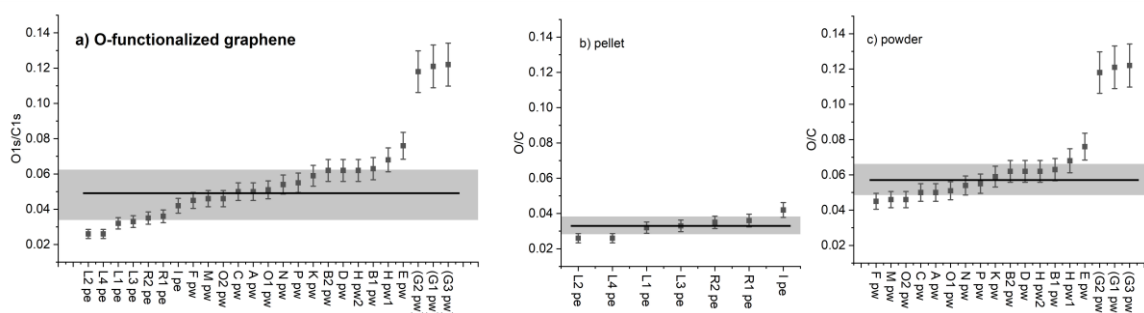 a) O-functionalized graphene
O1s/C1s
0.14
0.12
0.10
0.08
0.06
0.04
0.02
L2 pe
L4 pe
L1 pe
L3 pe
R2 pe
R1 pe
I pe
F pw
M pw
O2 pw
C pw
A pw
O1 pw
N pw
P pw
K pw
B2 pw
D pw
H pw2
B1 pw
H pw1
E pw
(G2 pw
(G1 pw
(G3 pw
b) pellet
O/C
0.14
0.12
0.10
0.08
0.06
0.04
0.02
L2 pe
L4 pe
L1 pe
L3 pe
R2 pe
R1 pe
I pe
c) powder
O/C
0.14
0.12
0.10
0.08
0.06
0.04
0.02
F pw
M pw
O2 pw
C pw
A pw
O1 pw
N pw
P pw
K pw
B2 pw
D pw
H pw2
B1 pw
H pw1
E pw
(G2 pw
(G1 pw
(G3 pw